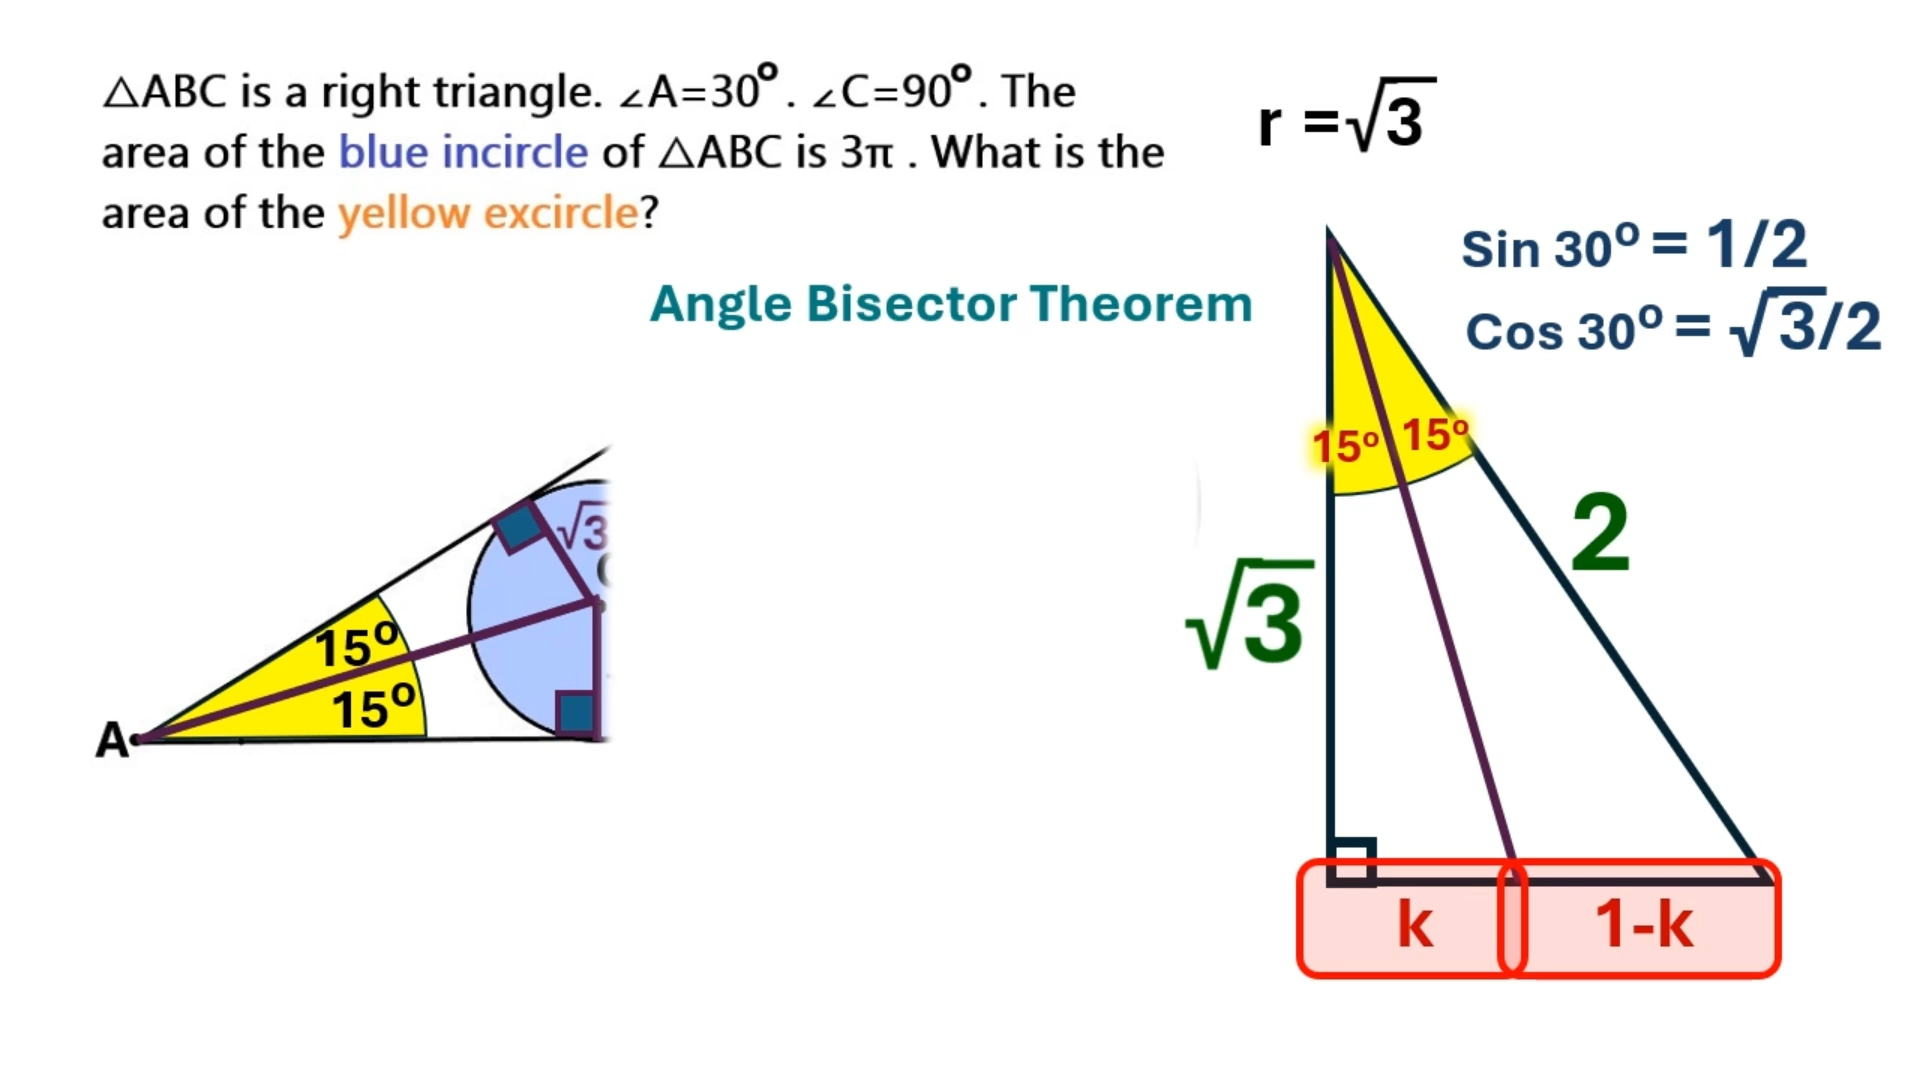 △ABC is a right triangle. ∠A=30°. ∠C=90°. The
area of the blue incircle of △ABC is 3π . What is the
area of the yellow excircle?
r =√3
Sin 30° = 1/2
Cos 30° = √3/2
Angle Bisector Theorem
15° 15°
√3
2
√3
15°
15°
A
k
1-k